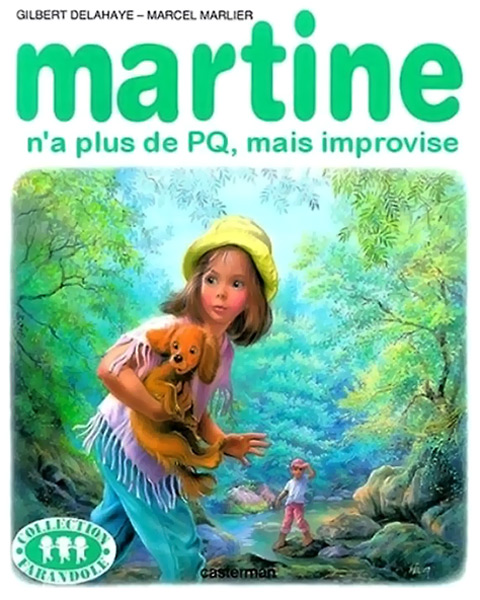 GILBERT DELAHAYE – MARCEL MARLIER
martine
n'a plus de PQ, mais improvise
COLLECTION
FARANDOLE
casterman